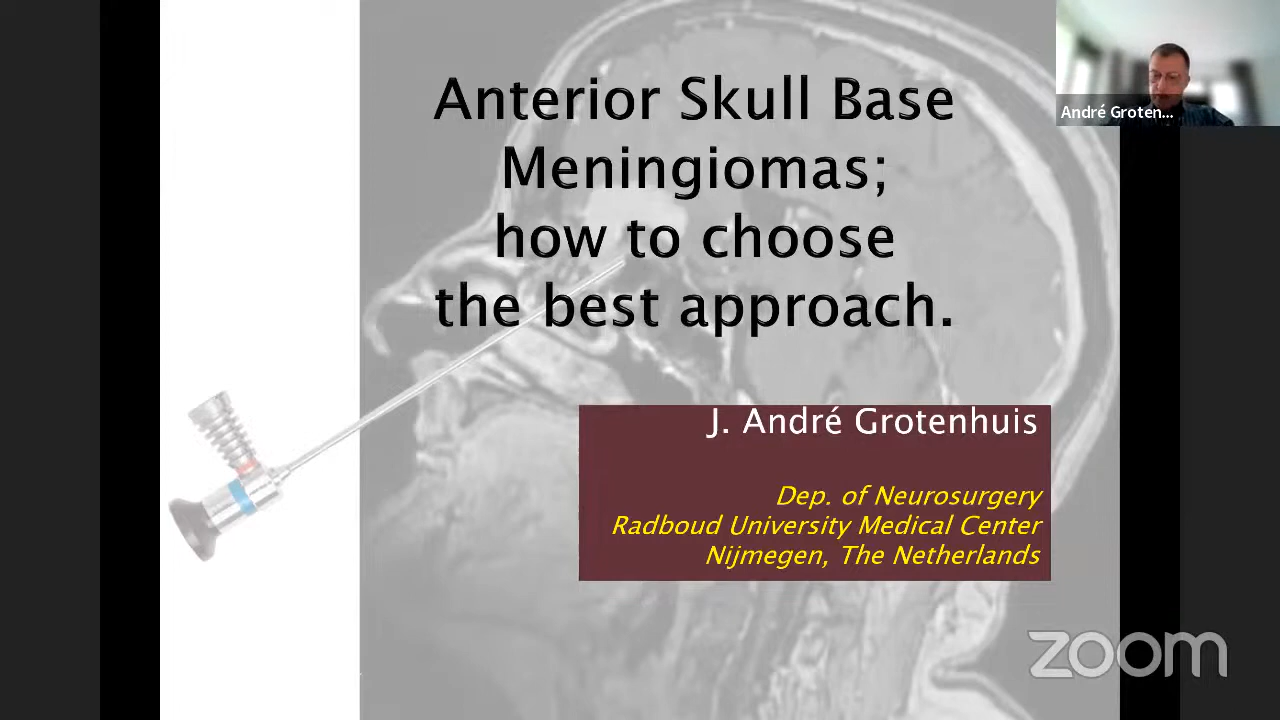 Anterior Skull Base
Meningiomas;
how to choose
the best approach.
André Groten...
J. André Grotenhuis
Dep. of Neurosurgery
Radboud University Medical Center
Nijmegen, The Netherlands
zoom